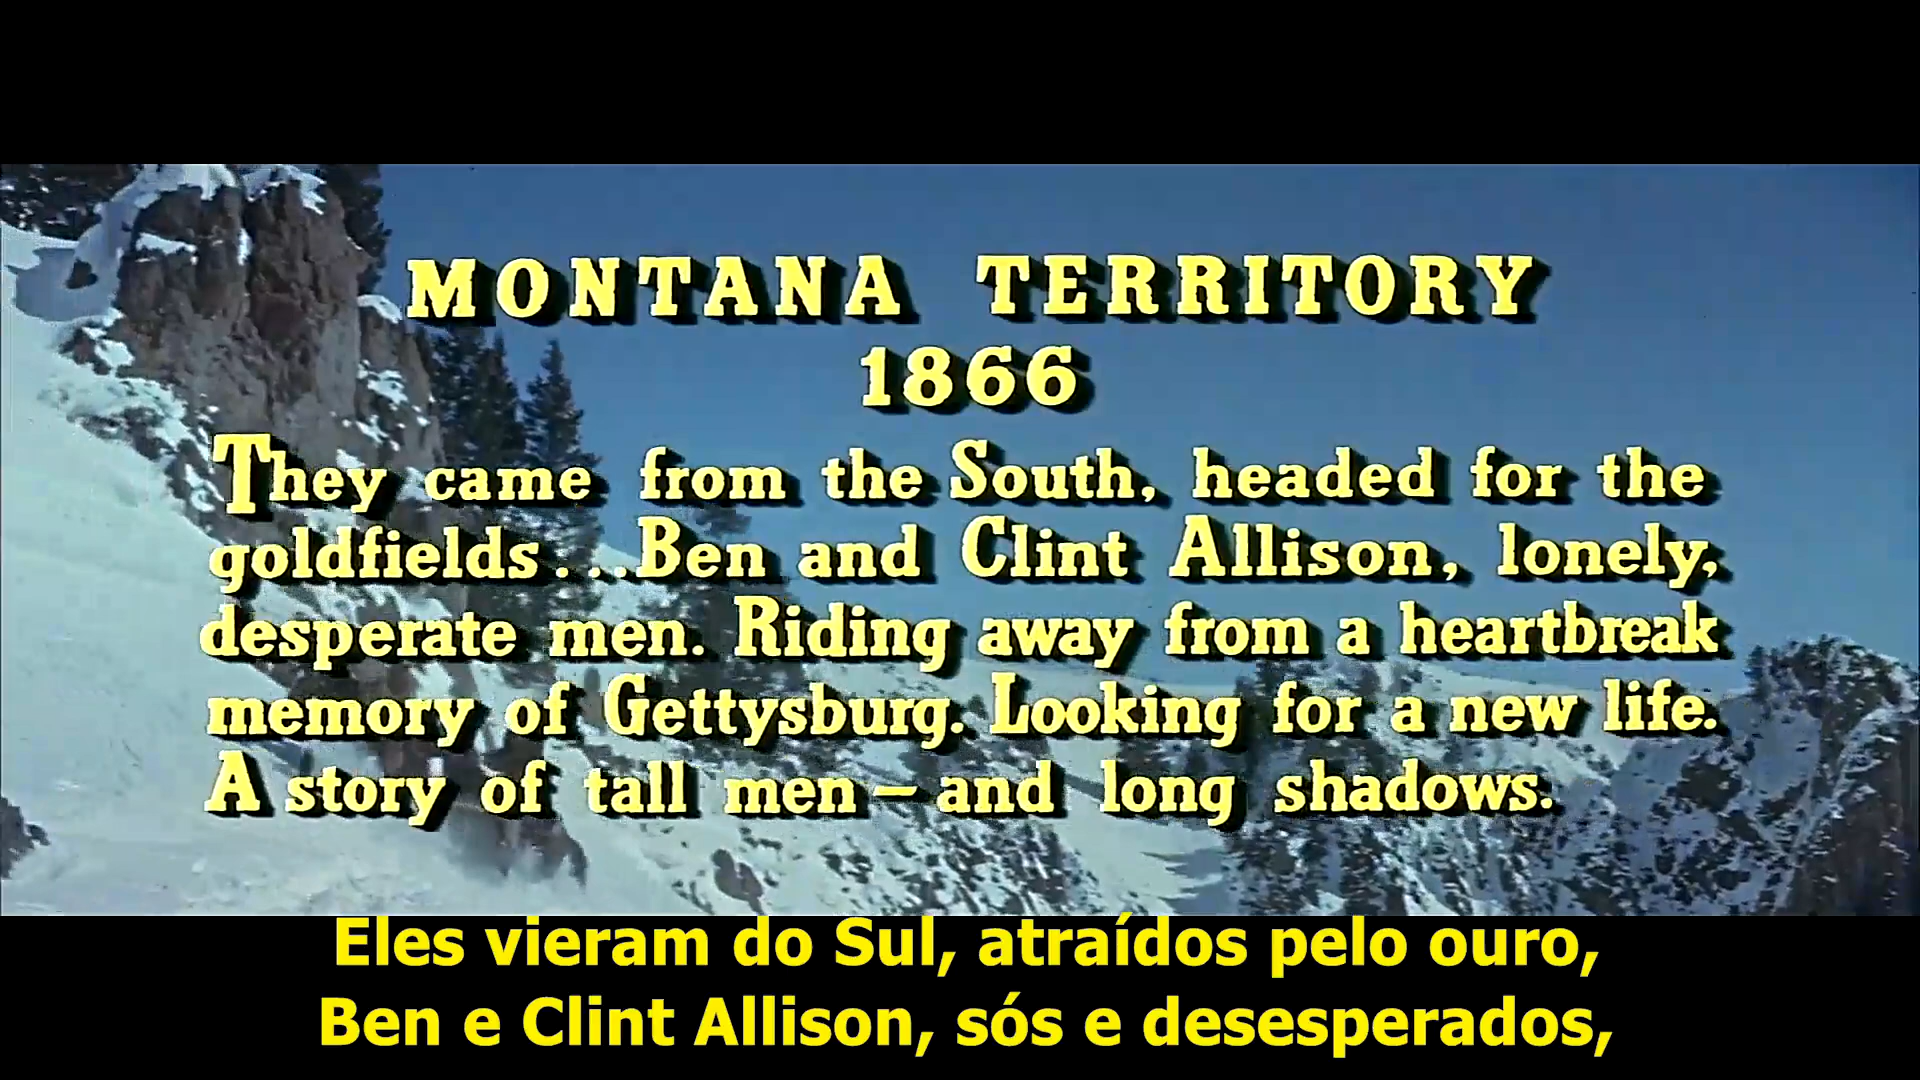 MONTANA TERRITORY
1866
They came from the South, headed for the
goldfields...Ben and Clint Allison, lonely,
desperate men. Riding away from a heartbreak
memory of Gettysburg. Looking for a new life.
A story of tall men – and long shadows.
Eles vieram do Sul, atraídos pelo ouro,
Ben e Clint Allison, sós e desesperados,